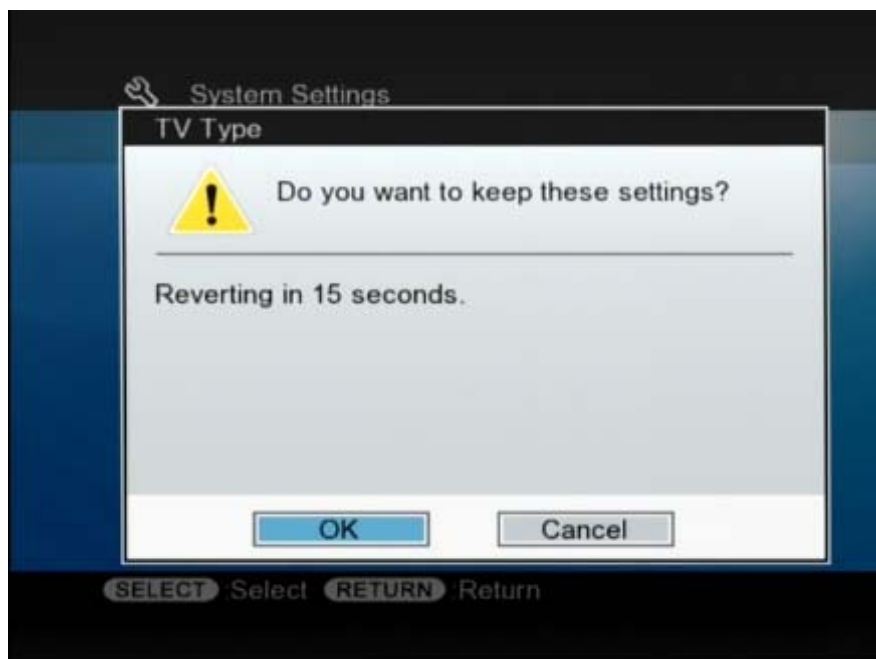 System Settings
TV Type
Do you want to keep these settings?
Reverting in 15 seconds.
OK Cancel
SELECT :Select RETURN :Return